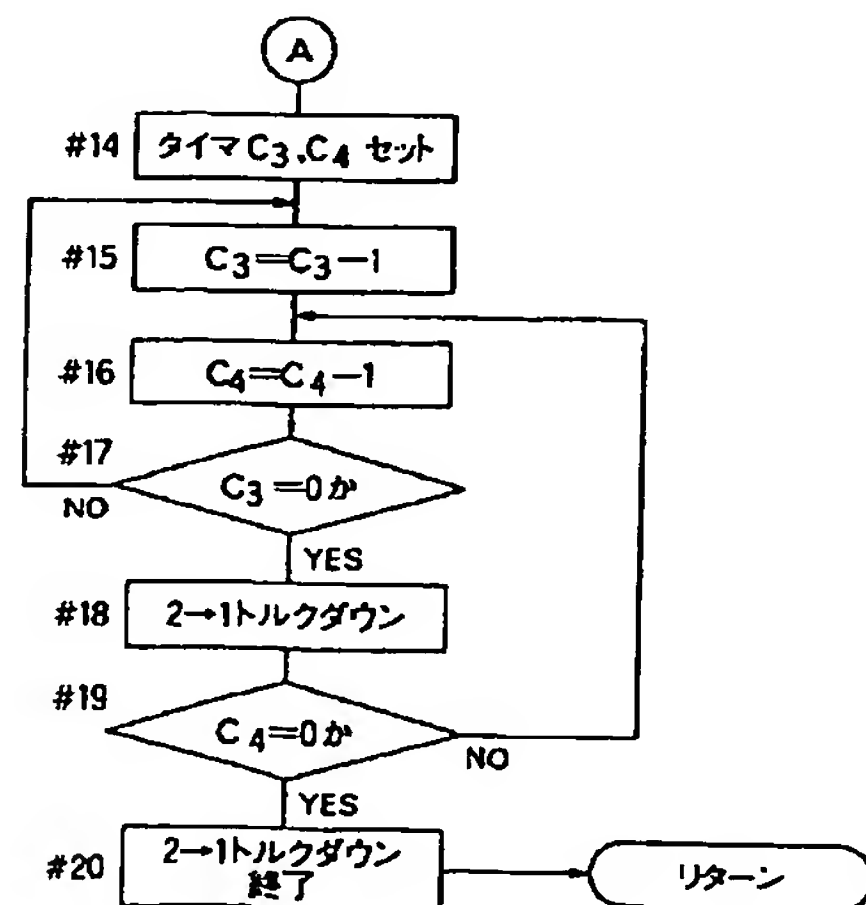 A
#14 タイマC3,C4 セット
#15 C3=C3-1
#16 C4=C4-1
#17
C3=0か
NO
YES
#18 2→1トルクダウン
#19
C4=0か
NO
YES
#20 2→1トルクダウン
終了
リターン